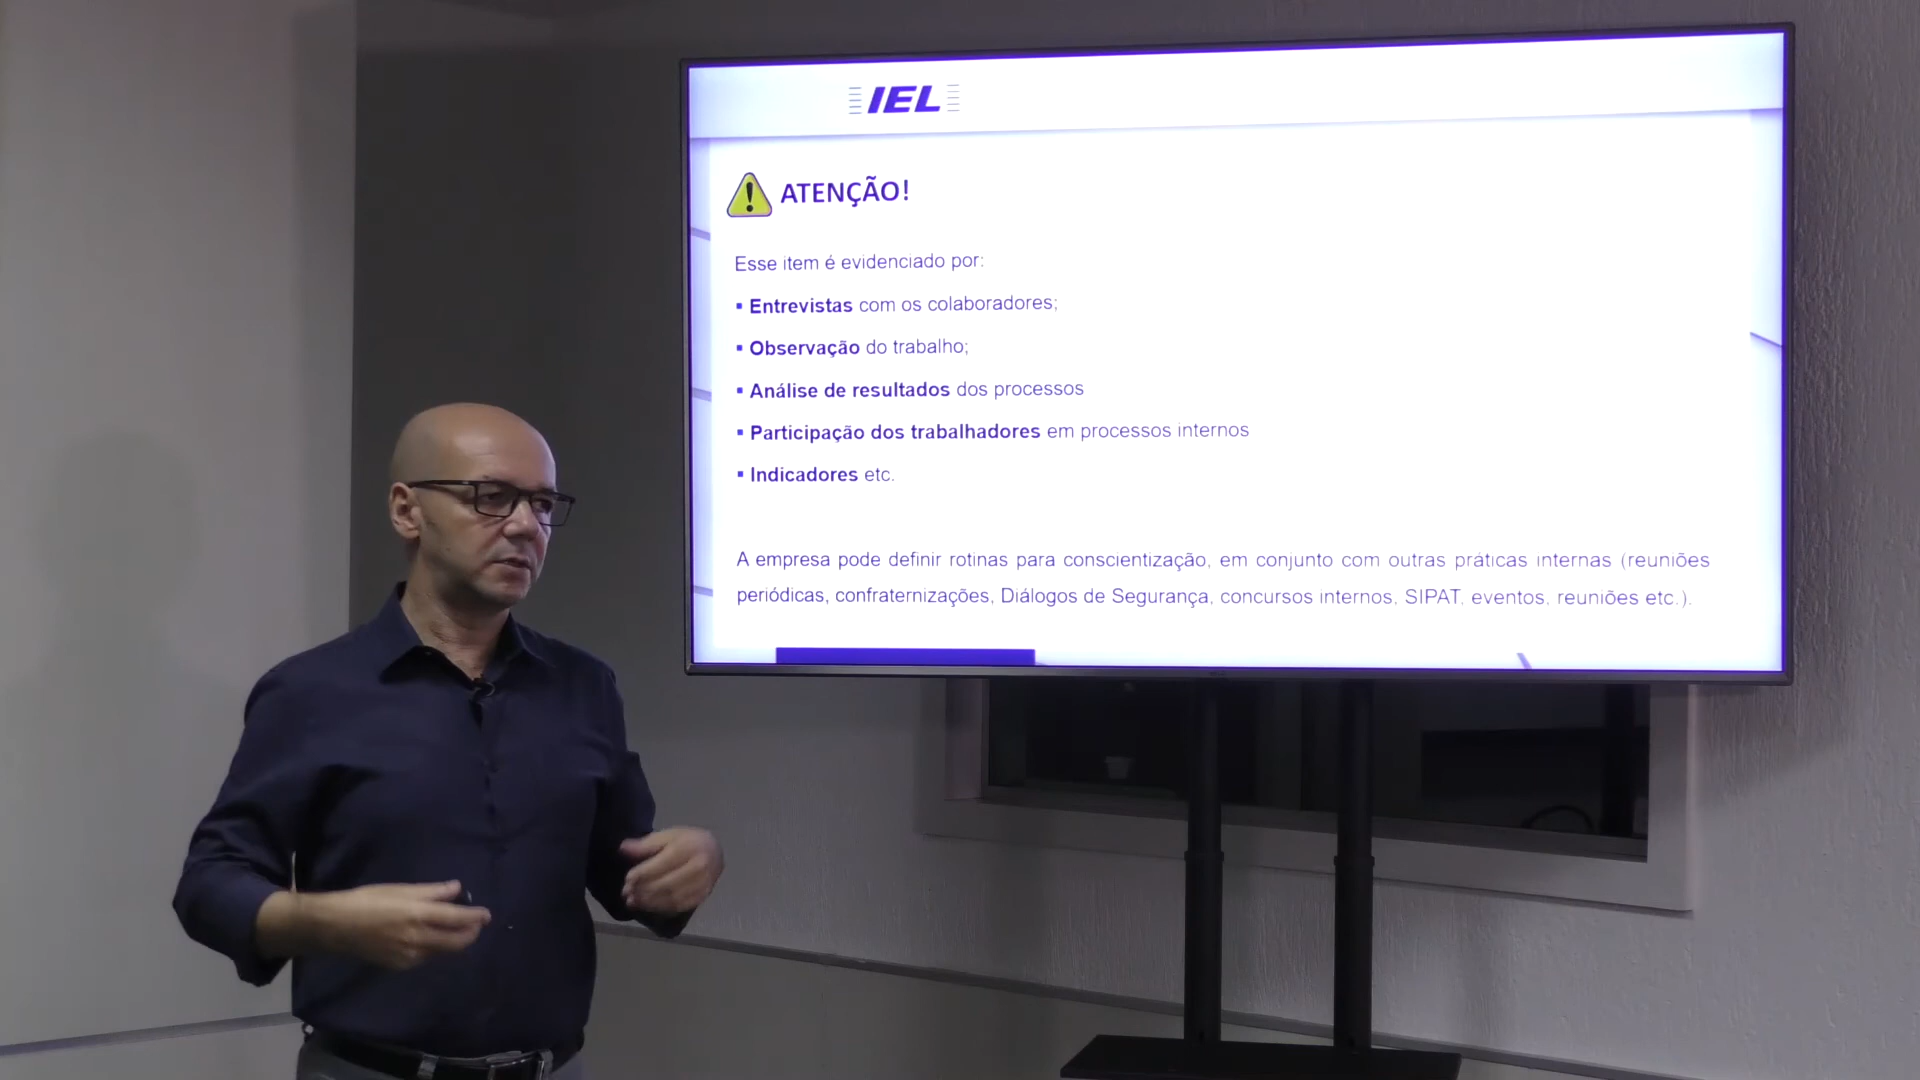 IEL
ATENÇÃO!
Esse item é evidenciado por:
▪ Entrevistas com os colaboradores;
▪ Observação do trabalho;
▪ Análise de resultados dos processos
▪ Participação dos trabalhadores em processos internos
▪ Indicadores etc.
A empresa pode definir rotinas para conscientização, em conjunto com outras práticas internas (reuniões
periódicas, confraternizações, Diálogos de Segurança, concursos internos, SIPAT, eventos, reuniões etc.).